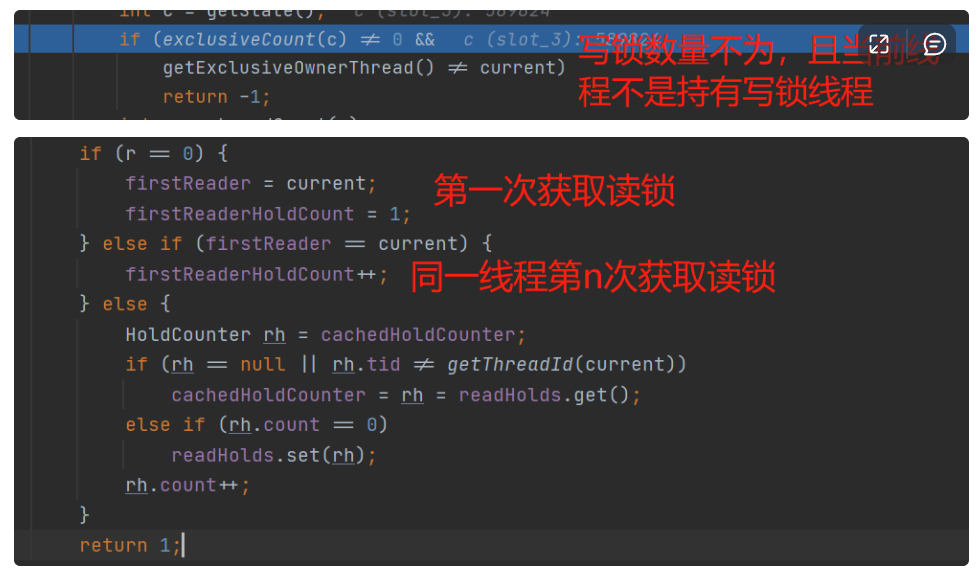 int c = getState(); c (slot_3): 589824
if (exclusiveCount(c) ≠ 0 && c (slot_3): 589824
写锁数量不为，且当前线
getExclusiveOwnerThread() ≠ current)
程不是持有写锁线程
return -1;
if (r == 0) {
firstReader = current;
第一次获取读锁
firstReaderHoldCount = 1;
} else if (firstReader == current) {
firstReaderHoldCount++;
同一线程第n次获取读锁
} else {
HoldCounter rh = cachedHoldCounter;
if (rh == null || rh.tid ≠ getThreadId(current))
cachedHoldCounter = rh = readHolds.get();
else if (rh.count == 0)
readHolds.set(rh);
rh.count++;
}
return 1;